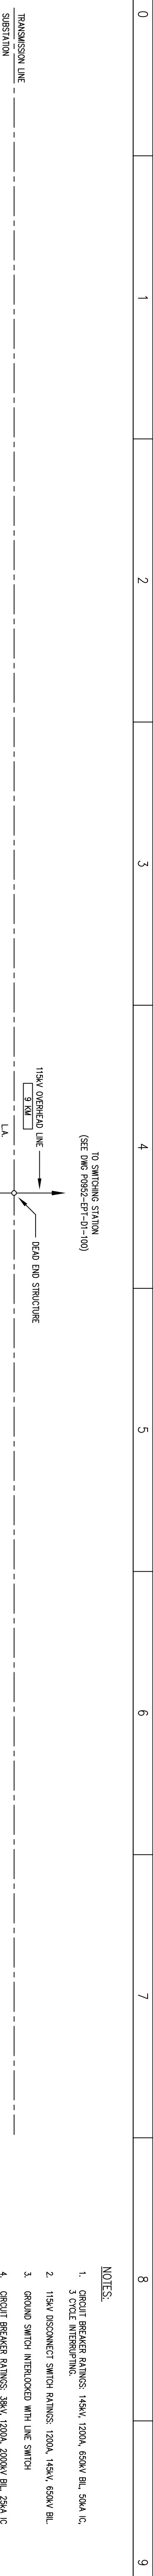 0 1 2 3 4 5 6 7 8 9
TO SWITCHING STATION
(SEE DWG P0952-EPT-D1-100)
115kV OVERHEAD LINE
9 KM
DEAD END STRUCTURE
TRANSMISSION LINE
SUBSTATION
L.A.
NOTES:
1. CIRCUIT BREAKER RATINGS: 145kV, 1200A, 650kV BIL, 50kA IC,
3 CYCLE INTERRUPTING.
2. 115kV DISCONNECT SWITCH RATINGS: 1200A, 145kV, 650kV BIL.
3. GROUND SWITCH INTERLOCKED WITH LINE SWITCH
4. CIRCUIT BREAKER RATINGS: 38kV, 1200A, 2000kV BIL, 25kA IC